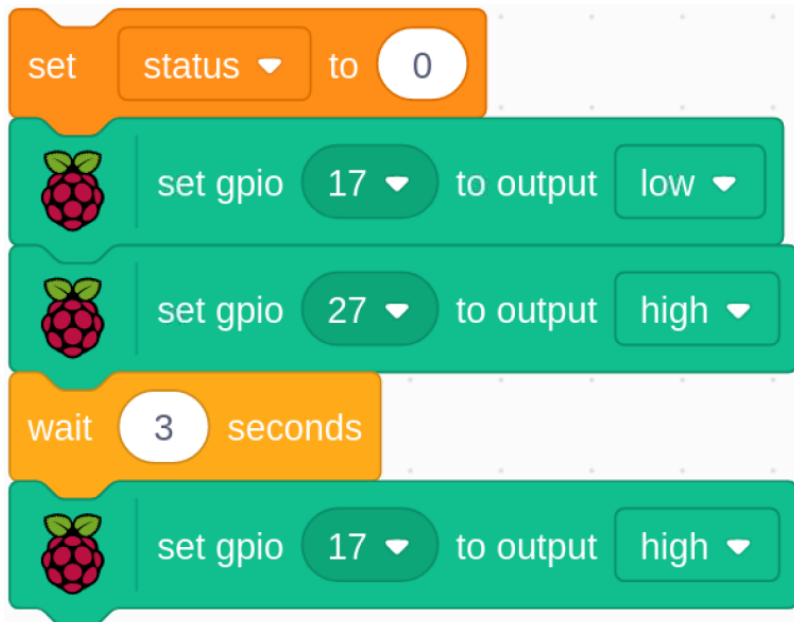 set status to 0
set gpio 17 to output low
set gpio 27 to output high
wait 3 seconds
set gpio 17 to output high